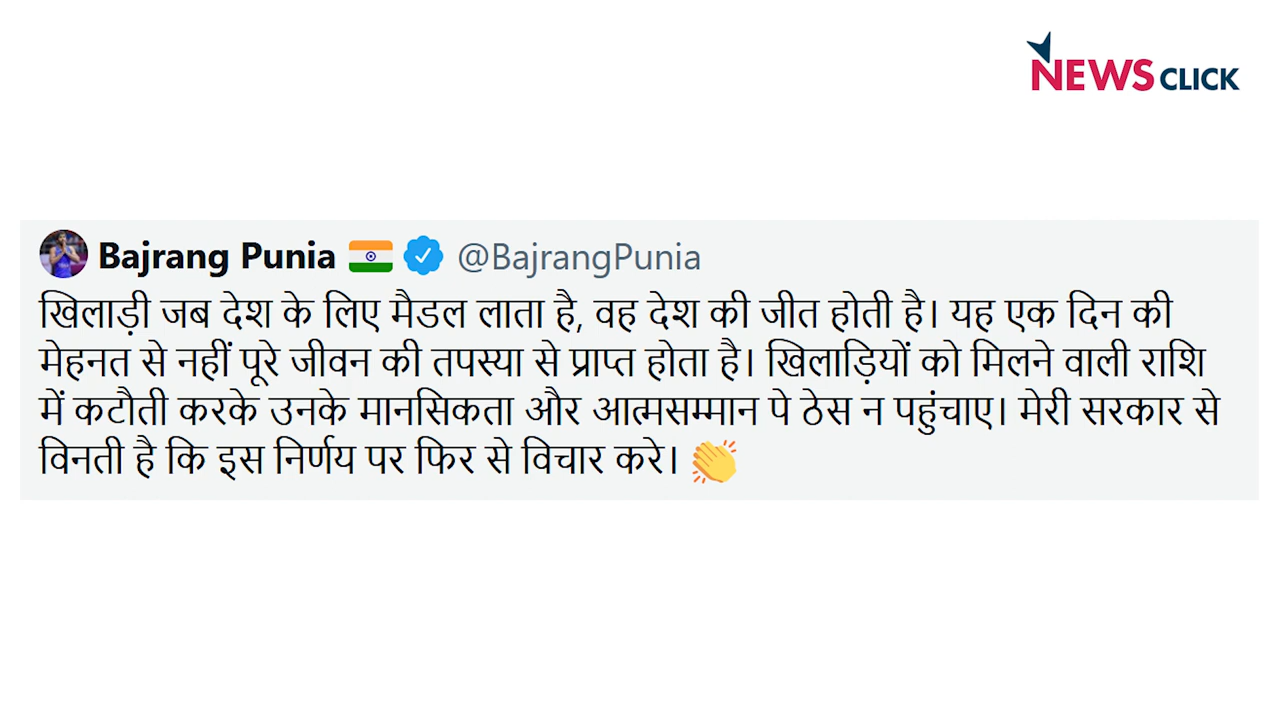 NEWSCLICK
Bajrang Punia 🇮🇳 @BajrangPunia
खिलाड़ी जब देश के लिए मैडल लाता है, वह देश की जीत होती है। यह एक दिन की
मेहनत से नहीं पूरे जीवन की तपस्या से प्राप्त होता है। खिलाड़ियों को मिलने वाली राशि
में कटौती करके उनके मानसिकता और आत्मसम्मान पे ठेस न पहुंचाए। मेरी सरकार से
विनती है कि इस निर्णय पर फिर से विचार करे। 👏